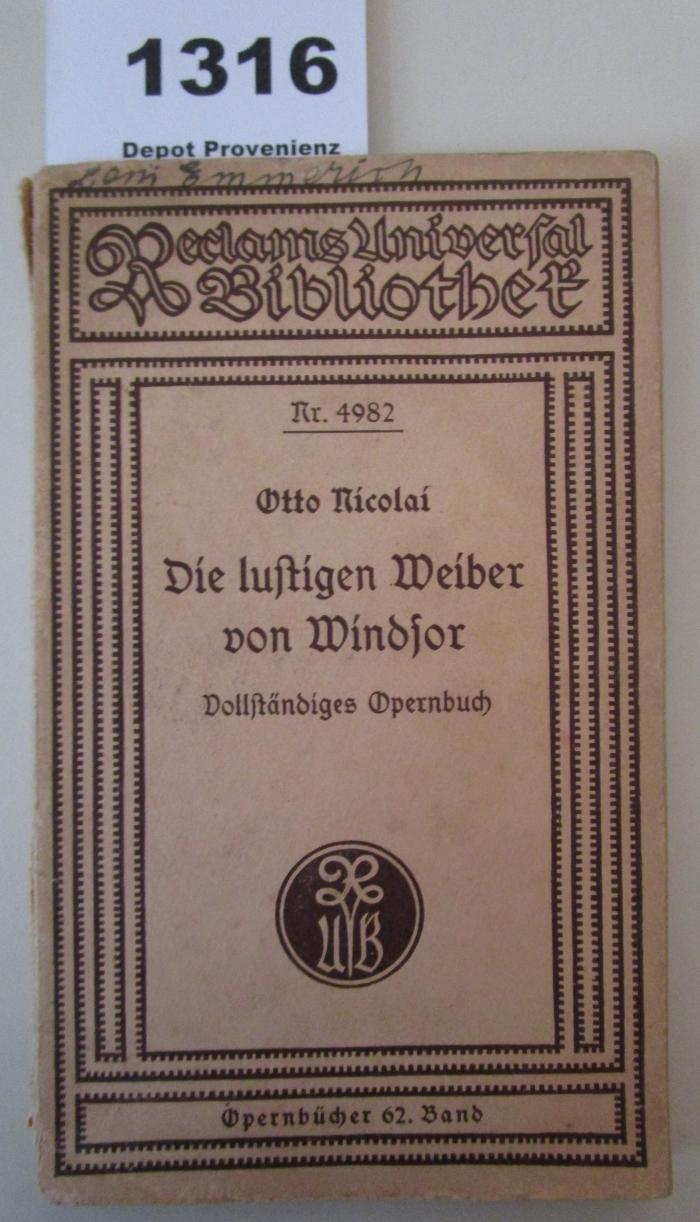 1316
Depot Provenienz
Emmerich
Reclams Universal
Bibliothek
Nr. 4982
Otto Nicolai
Die lustigen Weiber
von Windsor
Vollständiges Opernbuch
R
UB
Opernbücher 62. Band